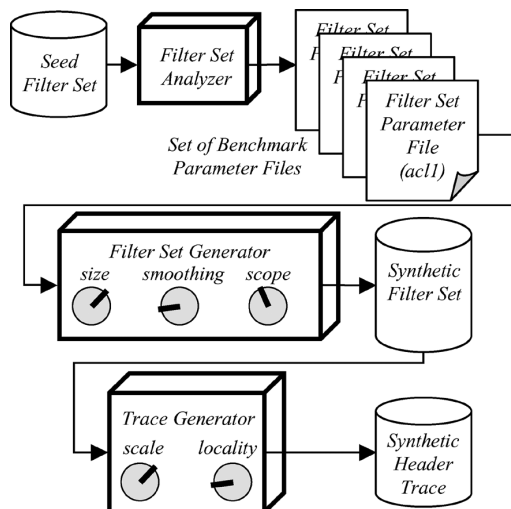 Seed
Filter Set
Filter Set
Analyzer
Filter Set
Filter Set
Filter Set
Filter Set
Parameter
File
(acl1)
Set of Benchmark
Parameter Files
Filter Set Generator
size smoothing scope
Synthetic
Filter Set
Trace Generator
scale locality
Synthetic
Header
Trace